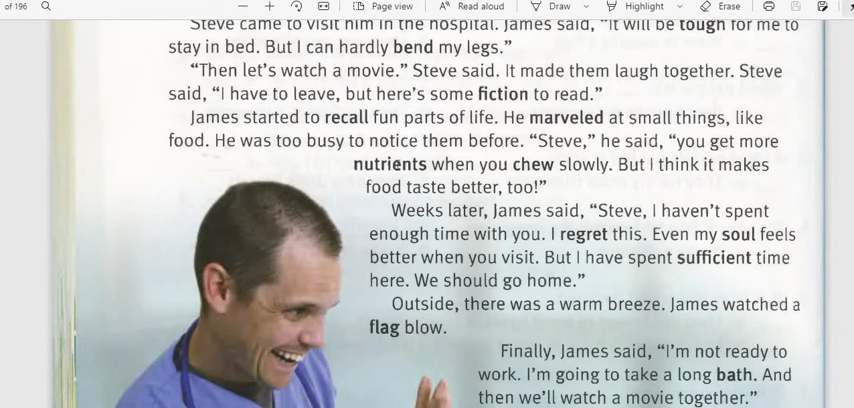 of 196
Page view
Read aloud
Draw
Highlight
Erase
Steve came to visit him in the hospital. James said, “It will be tough for me to
stay in bed. But I can hardly bend my legs.”
“Then let’s watch a movie.” Steve said. It made them laugh together. Steve
said, “I have to leave, but here’s some fiction to read.”
James started to recall fun parts of life. He marveled at small things, like
food. He was too busy to notice them before. “Steve,” he said, “you get more
nutrients when you chew slowly. But I think it makes
food taste better, too!”
Weeks later, James said, “Steve, I haven’t spent
enough time with you. I regret this. Even my soul feels
better when you visit. But I have spent sufficient time
here. We should go home.”
Outside, there was a warm breeze. James watched a
flag blow.
Finally, James said, “I’m not ready to
work. I’m going to take a long bath. And
then we’ll watch a movie together.”